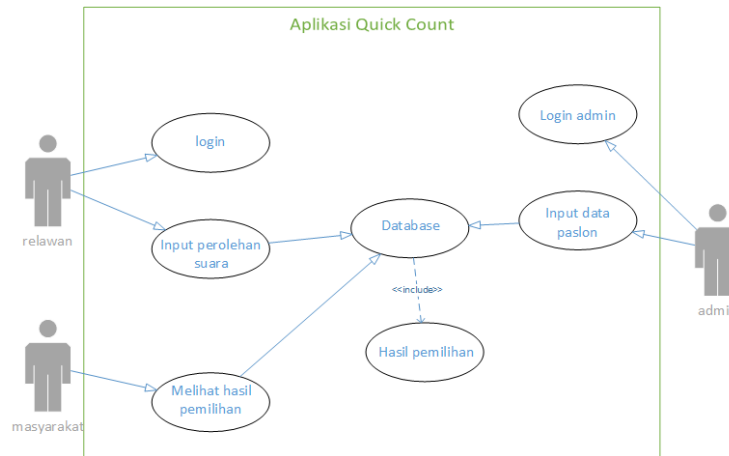 Aplikasi Quick Count
Login admin
login
relawan
Input perolehan
suara
Database
Input data
paslon
<<include>>
admi
Hasil pemilihan
Melihat hasil
pemilihan
masyarakat